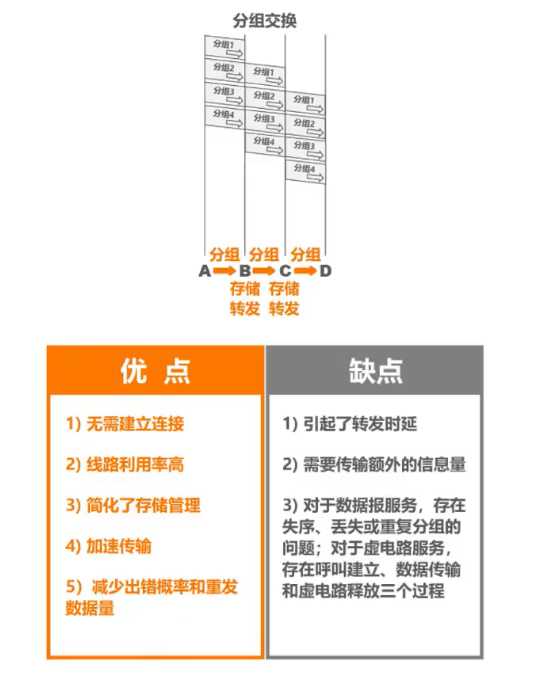 分组交换
分组1
分组2 分组1
分组3 分组2 分组1
分组4 分组3 分组2
分组4 分组3
分组4
分组 分组 分组
A B C D
存储 存储
转发 转发
优 点
1）无需建立连接
2）线路利用率高
3）简化了存储管理
4）加速传输
5）减少出错概率和重发
数据量
缺点
1）引起了转发时延
2）需要传输额外的信息量
3）对于数据报服务，存在
失序、丢失或重复分组的
问题；对于虚电路服务，
存在呼叫建立、数据传输
和虚电路释放三个过程